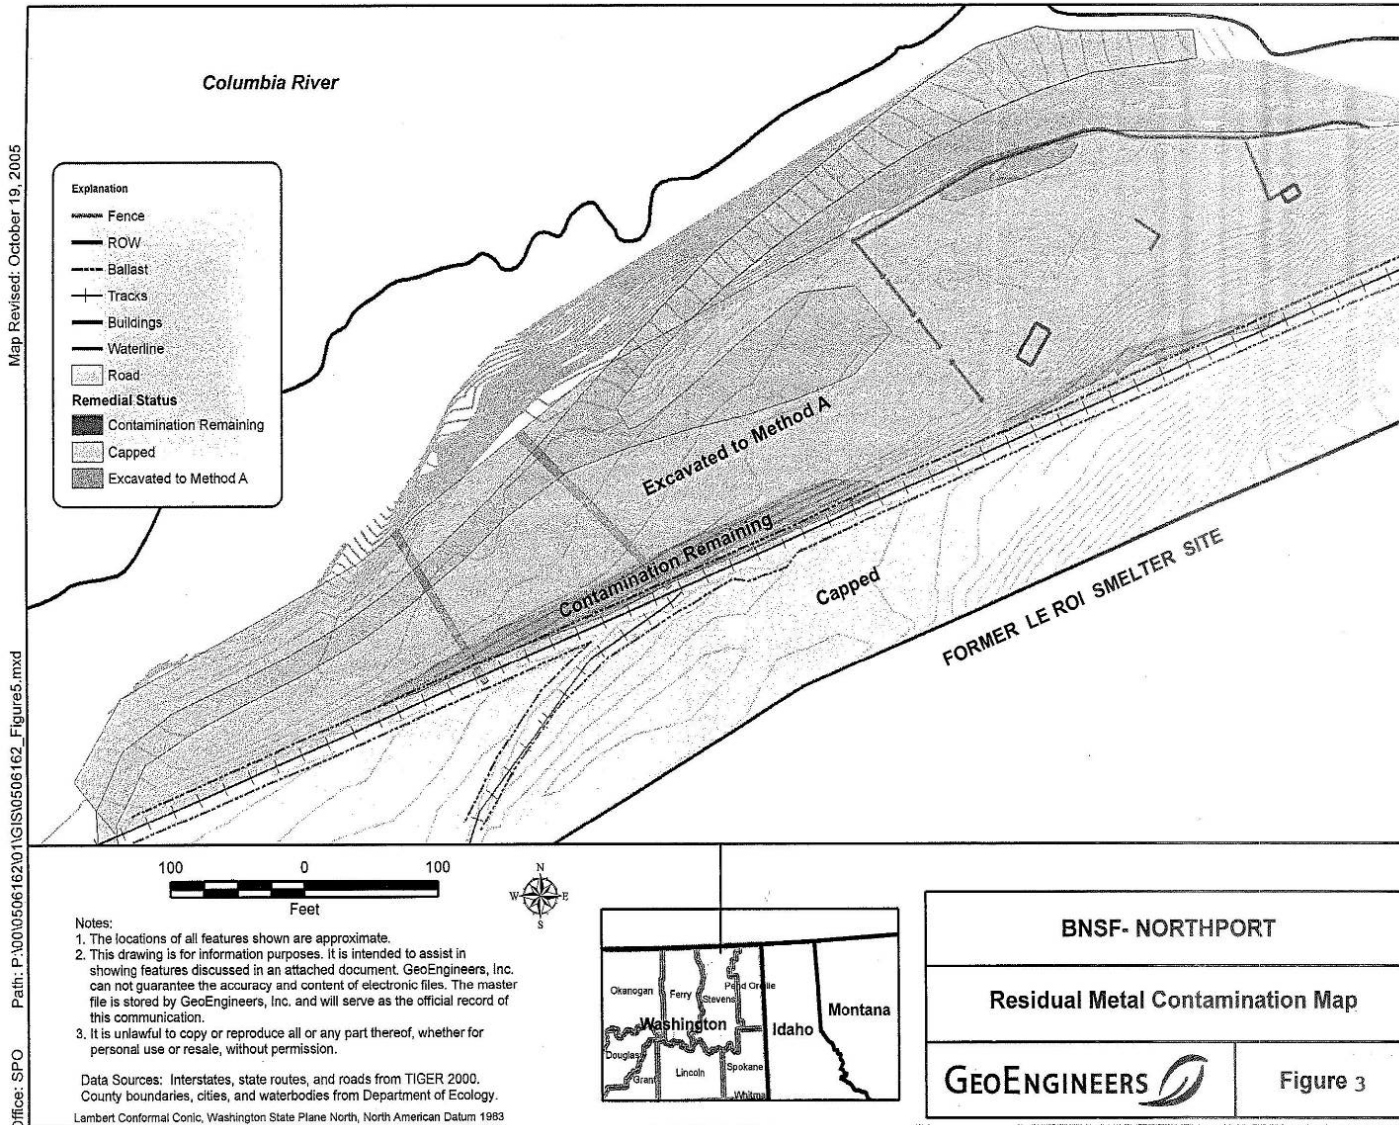 Columbia River
Map Revised: October 19, 2005
Explanation
Fence
ROW
Ballast
Tracks
Buildings
Waterline
Road
Remedial Status
Contamination Remaining
Capped
Excavated to Method A
Excavated to Method A
Contamination Remaining
Capped
FORMER LE ROI SMELTER SITE
Path: P:\00\0506162\01\GIS\0506162_Figure5.mxd
Office: SPO
100 0 100
Feet
N
W E
S
Notes:
1. The locations of all features shown are approximate.
2. This drawing is for information purposes. It is intended to assist in
showing features discussed in an attached document. GeoEngineers, Inc.
can not guarantee the accuracy and content of electronic files. The master
file is stored by GeoEngineers, Inc. and will serve as the official record of
this communication.
3. It is unlawful to copy or reproduce all or any part thereof, whether for
personal use or resale, without permission.
Data Sources: Interstates, state routes, and roads from TIGER 2000.
County boundaries, cities, and waterbodies from Department of Ecology.
Lambert Conformal Conic, Washington State Plane North, North American Datum 1983
Okanogan
Ferry
Stevens
Pend Oreille
Washington
Idaho
Montana
Douglas
Grant
Lincoln
Spokane
Whitma
BNSF- NORTHPORT
Residual Metal Contamination Map
GEOENGINEERS
Figure 3